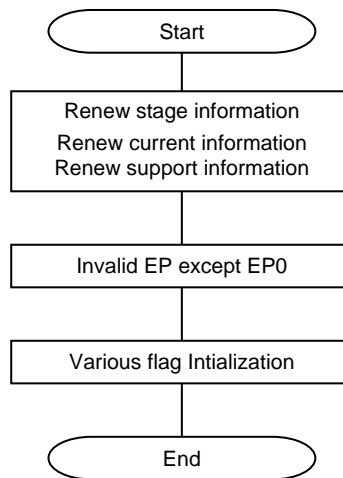 Start
Renew stage information
Renew current information
Renew support information
Invalid EP except EP0
Various flag Intialization
End